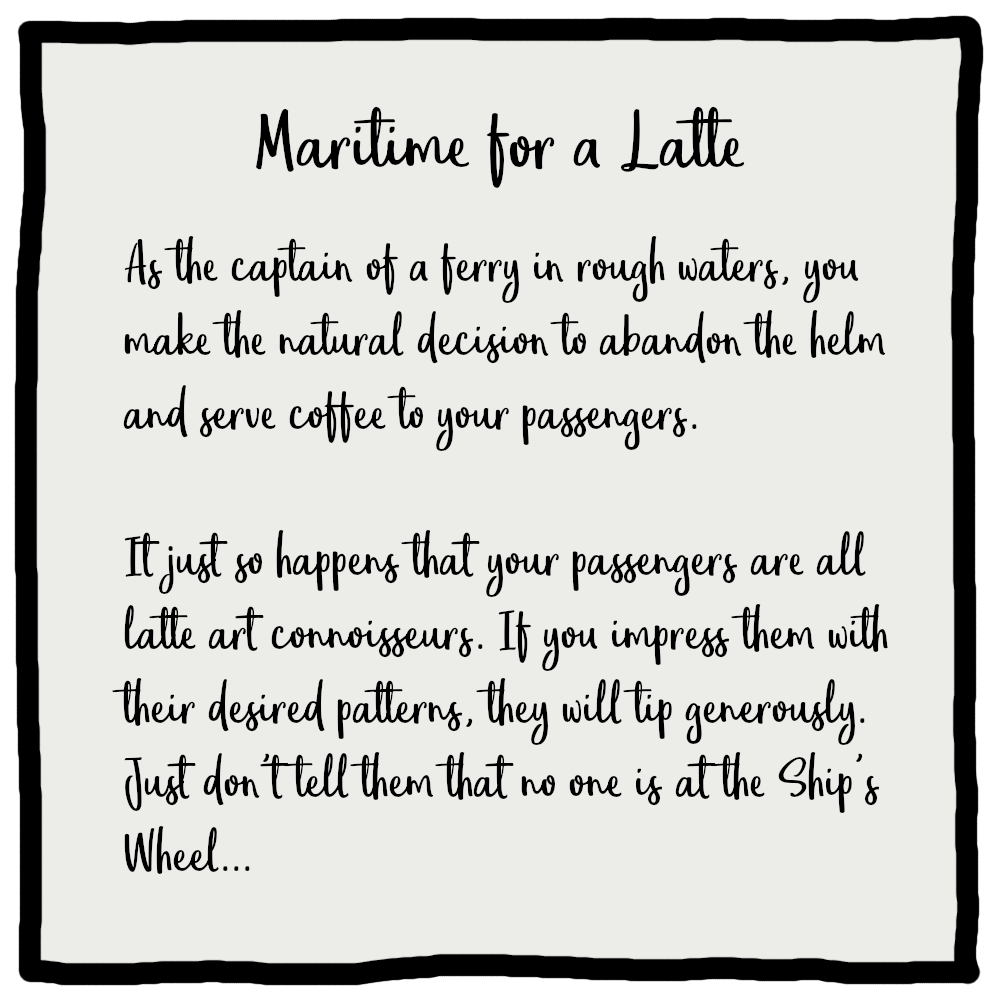 Maritime for a Latte
As the captain of a ferry in rough waters, you
make the natural decision to abandon the helm
and serve coffee to your passengers.
It just so happens that your passengers are all
latte art connoisseurs. If you impress them with
their desired patterns, they will tip generously.
Just don't tell them that no one is at the Ship's
Wheel...